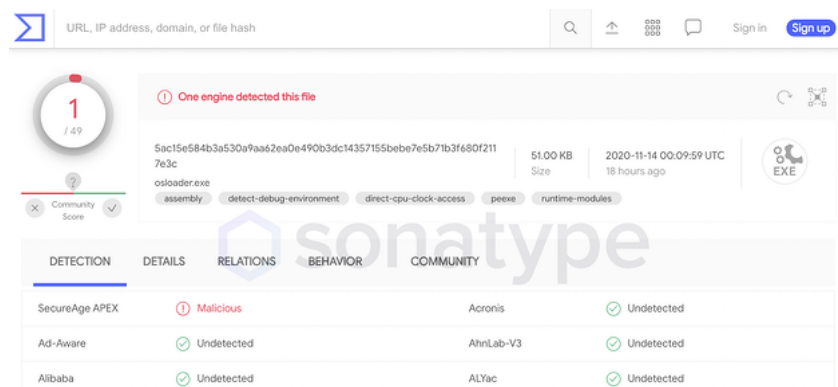 URL, IP address, domain, or file hash
Sign in
Sign up
1
/ 49
One engine detected this file
5ac15e584b3a530a9aa62ea0e490b3dc14357155bebe7e5b71b3f680f211
7e3c
osloader.exe
assembly detect-debug-environment direct-cpu-clock-access peexe runtime-modules
51.00 KB
Size
2020-11-14 00:09:59 UTC
18 hours ago
EXE
?
Community
Score
sonatype
DETECTION DETAILS RELATIONS BEHAVIOR COMMUNITY
SecureAge APEX Malicious Acronis Undetected
Ad-Aware Undetected AhnLab-V3 Undetected
Alibaba Undetected ALYac Undetected